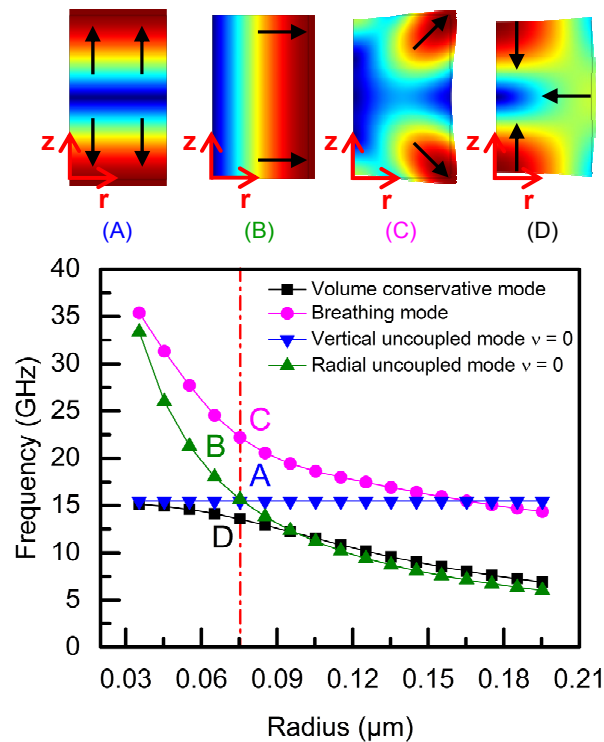 z z z z
r r r r
(A) (B) (C) (D)
40
35
30
25
20
15
10
5
0
Frequency (GHz)
Volume conservative mode
Breathing mode
Vertical uncoupled mode ν = 0
Radial uncoupled mode ν = 0
C
B
A
D
0.03 0.06 0.09 0.12 0.15 0.18 0.21
Radius (µm)